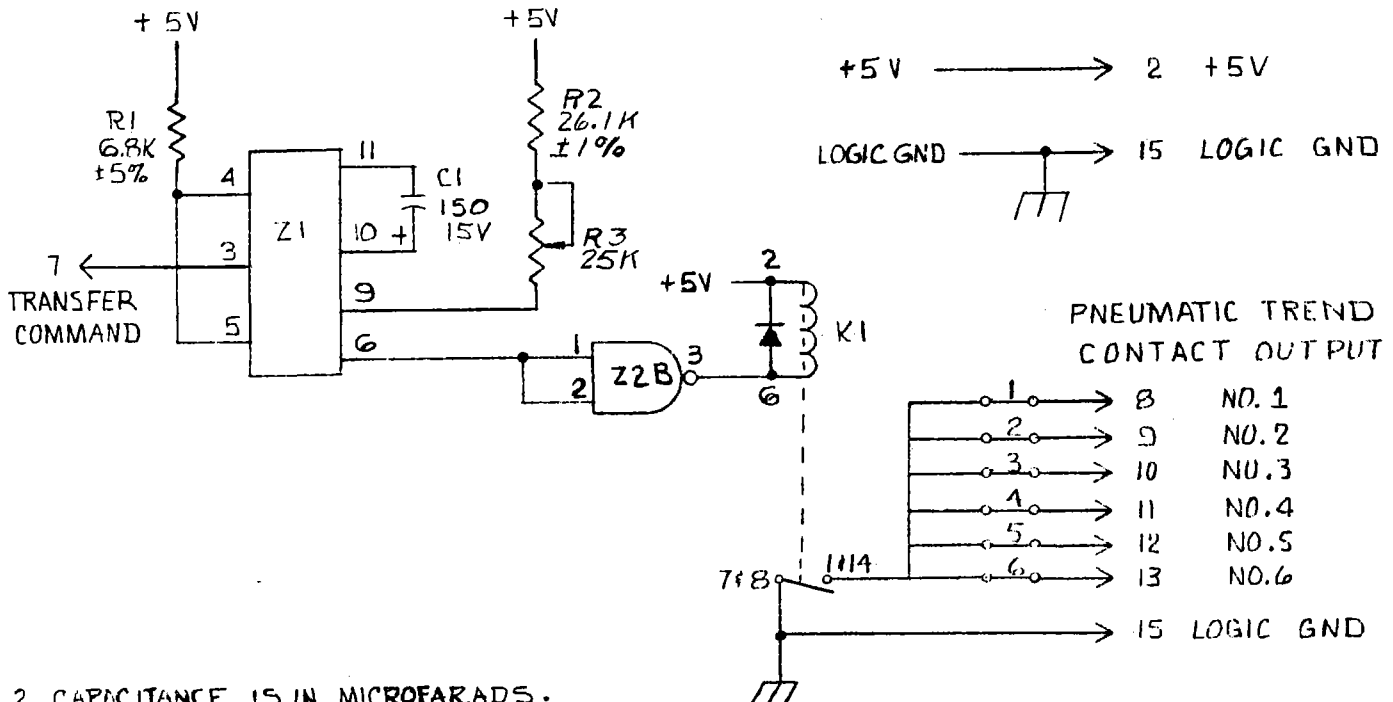 +5V
R1
6.8K
±5%
4
3
5
Z1
11
10 +
9
6
C1
150
15V
7
TRANSFER
COMMAND
+5V
R2
26.1K
±1%
R3
25K
1
2
Z2B
3
+5V
2
6
K1
+5V 2 +5V
LOGIC GND 15 LOGIC GND
PNEUMATIC TREND
CONTACT OUTPUT
1 8 NO.1
2 9 NO.2
3 10 NO.3
4 11 NO.4
5 12 NO.5
6 13 NO.6
7&8
1&14
15 LOGIC GND
2 CAPACITANCE IS IN MICROFARADS.